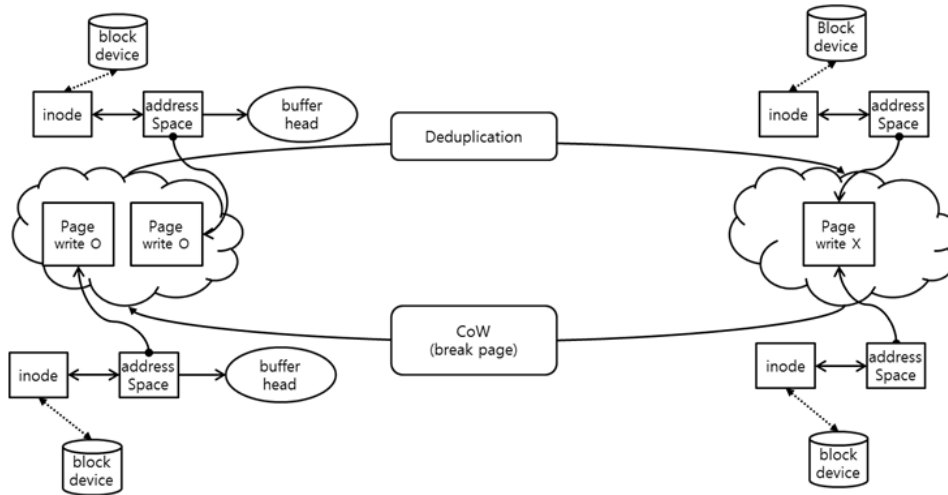 block
device
Block
device
inode
address
Space
buffer
head
inode
address
Space
Deduplication
Page
write O
Page
write O
Page
write X
CoW
(break page)
inode
address
Space
buffer
head
inode
address
Space
block
device
block
device